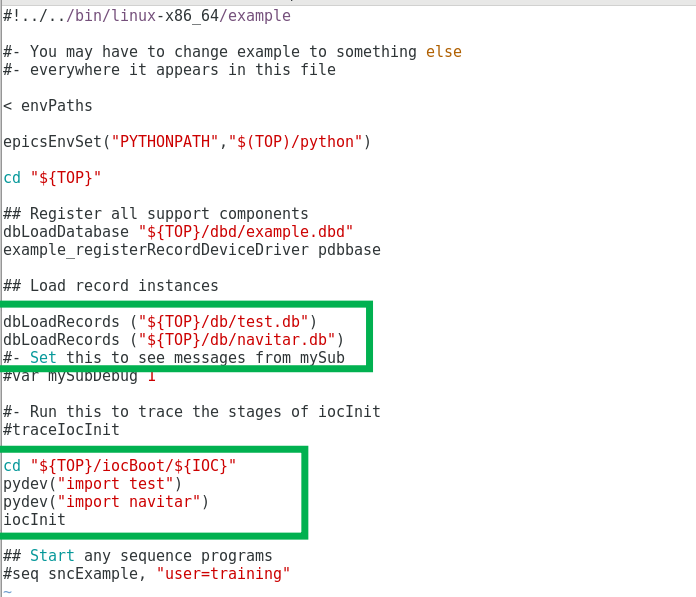 #!../../bin/linux-x86_64/example
#- You may have to change example to something else
#- everywhere it appears in this file
< envPaths
epicsEnvSet("PYTHONPATH","$(TOP)/python")
cd "${TOP}"
## Register all support components
dbLoadDatabase "${TOP}/dbd/example.dbd"
example_registerRecordDeviceDriver pdbbase
## Load record instances
dbLoadRecords ("${TOP}/db/test.db")
dbLoadRecords ("${TOP}/db/navitar.db")
#- Set this to see messages from mySub
#var mySubDebug 1
#- Run this to trace the stages of iocInit
#traceIocInit
cd "${TOP}/iocBoot/${IOC}"
pydev("import test")
pydev("import navitar")
iocInit
## Start any sequence programs
#seq sncExample, "user=training"
~